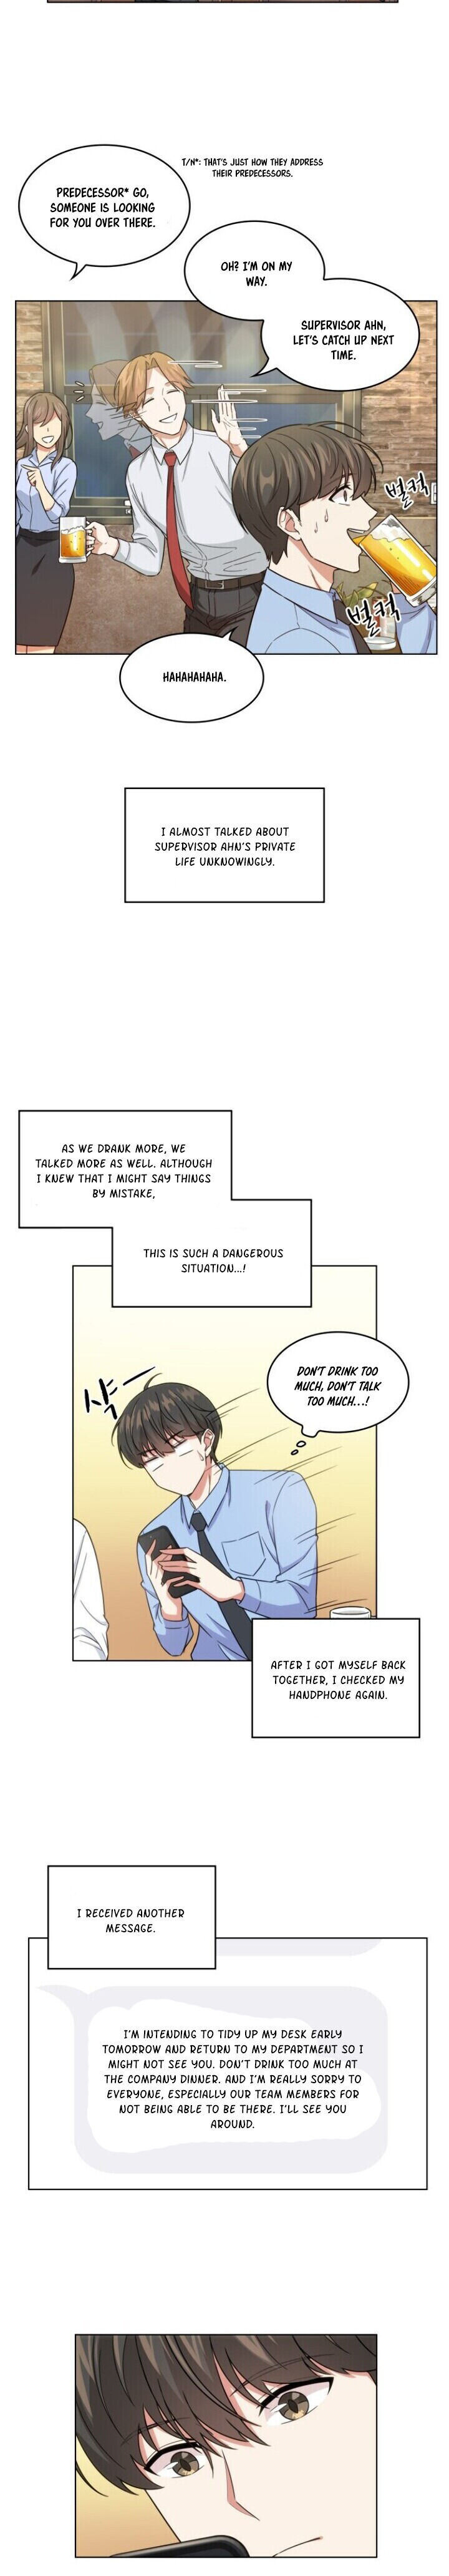 T/N*: THAT'S JUST HOW THEY ADDRESS
THEIR PREDECESSORS.
PREDECESSOR* GO,
SOMEONE IS LOOKING
FOR YOU OVER THERE.
OH? I'M ON MY
WAY.
SUPERVISOR AHN,
LET'S CATCH UP NEXT
TIME.
벌컥
벌컥
HAHAHAHAHA.
I ALMOST TALKED ABOUT
SUPERVISOR AHN'S PRIVATE
LIFE UNKNOWINGLY.
AS WE DRANK MORE, WE
TALKED MORE AS WELL. ALTHOUGH
I KNEW THAT I MIGHT SAY THINGS
BY MISTAKE,
THIS IS SUCH A DANGEROUS
SITUATION...!
DON'T DRINK TOO
MUCH, DON'T TALK
TOO MUCH...!
샥
AFTER I GOT MYSELF BACK
TOGETHER, I CHECKED MY
HANDPHONE AGAIN.
I RECEIVED ANOTHER
MESSAGE.
I'M INTENDING TO TIDY UP MY DESK EARLY
TOMORROW AND RETURN TO MY DEPARTMENT SO I
MIGHT NOT SEE YOU. DON'T DRINK TOO MUCH AT
THE COMPANY DINNER. AND I'M REALLY SORRY TO
EVERYONE, ESPECIALLY OUR TEAM MEMBERS FOR
NOT BEING ABLE TO BE THERE. I'LL SEE YOU
AROUND.